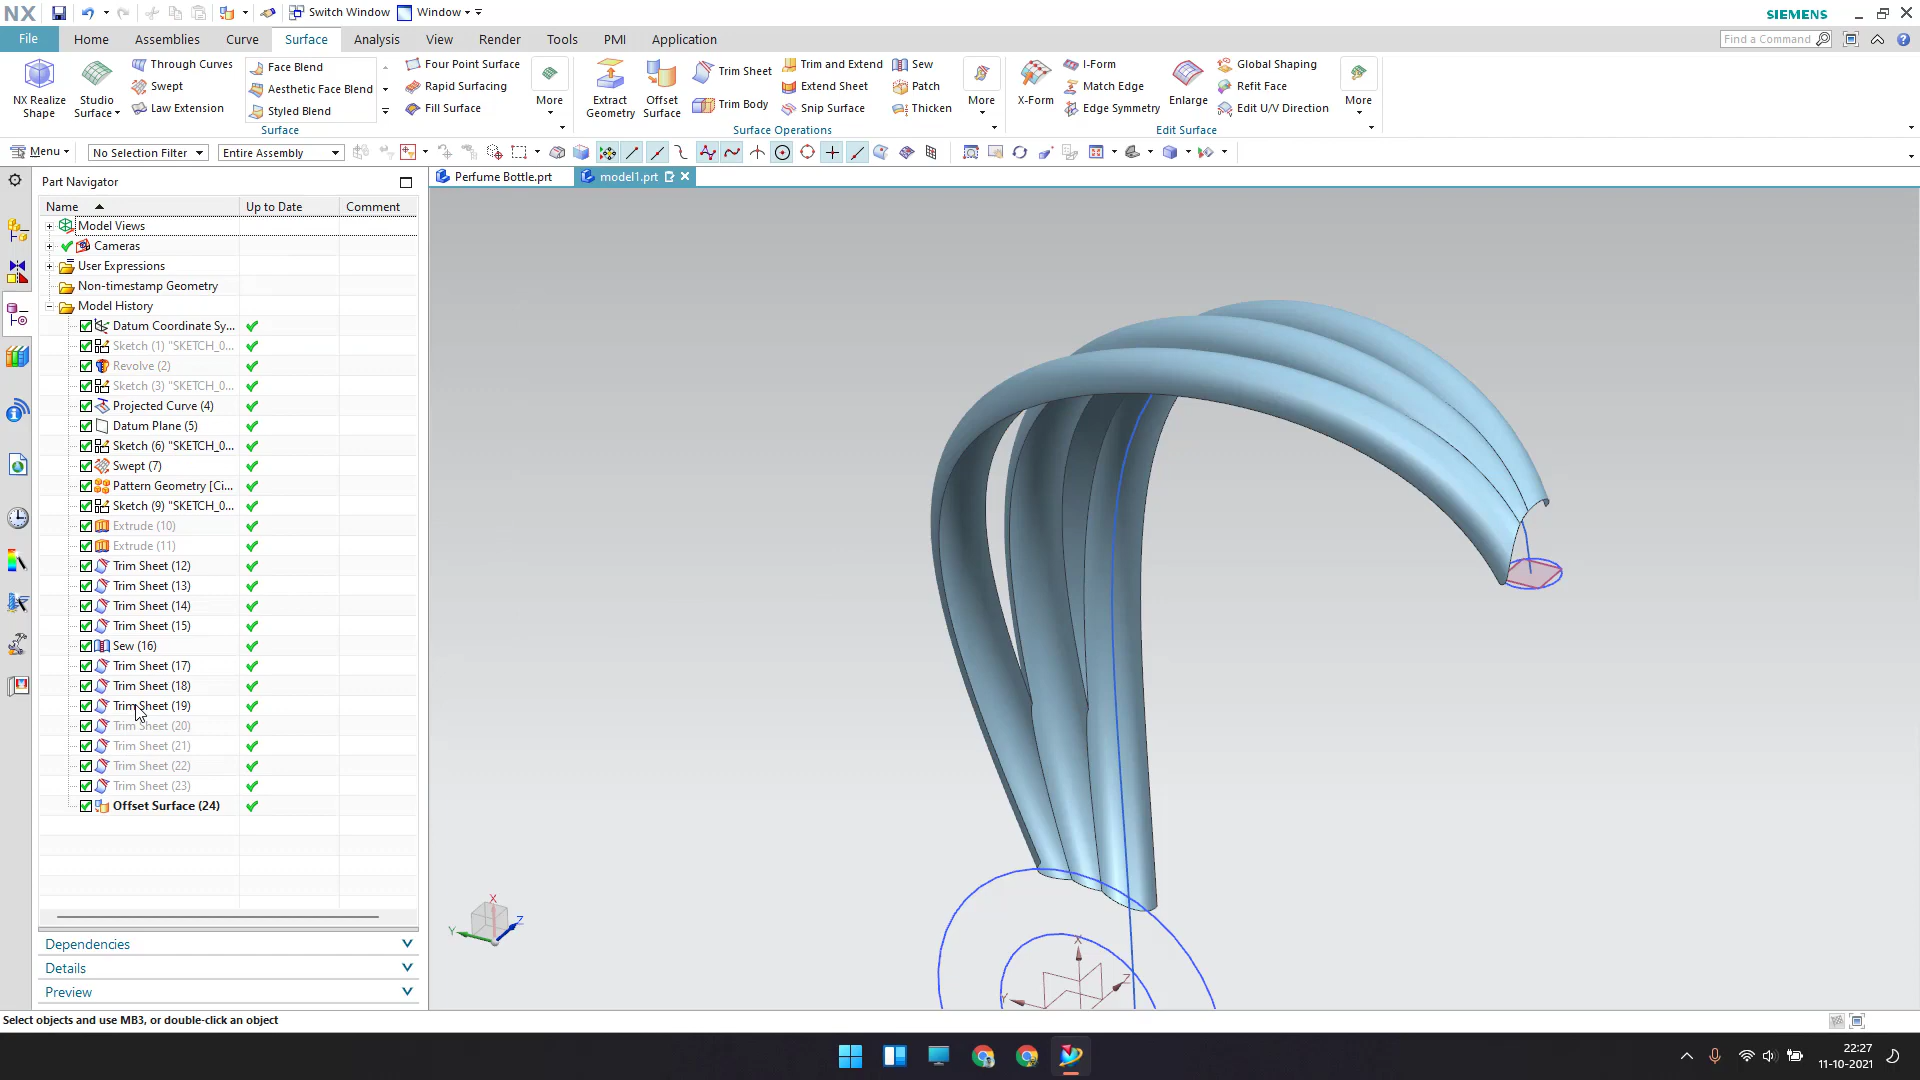 NX
Switch Window
Window
SIEMENS
File
Home
Assemblies
Curve
Surface
Analysis
View
Render
Tools
PMI
Application
Find a Command
NX Realize Shape
Studio Surface
Through Curves
Swept
Law Extension
Face Blend
Aesthetic Face Blend
Styled Blend
Four Point Surface
Rapid Surfacing
Fill Surface
More
Surface
Extract Geometry
Offset Surface
Trim Sheet
Trim Body
Trim and Extend
Extend Sheet
Snip Surface
Sew
Patch
Thicken
More
Surface Operations
X-Form
I-Form
Match Edge
Edge Symmetry
Enlarge
Global Shaping
Refit Face
Edit U/V Direction
More
Edit Surface
Menu
No Selection Filter
Entire Assembly
Part Navigator
Perfume Bottle.prt
model1.prt
Name
Up to Date
Comment
Model Views
Cameras
User Expressions
Non-timestamp Geometry
Model History
Datum Coordinate Sy...
Sketch (1) "SKETCH_0...
Revolve (2)
Sketch (3) "SKETCH_0...
Projected Curve (4)
Datum Plane (5)
Sketch (6) "SKETCH_0...
Swept (7)
Pattern Geometry [Ci...
Sketch (9) "SKETCH_0...
Extrude (10)
Extrude (11)
Trim Sheet (12)
Trim Sheet (13)
Trim Sheet (14)
Trim Sheet (15)
Sew (16)
Trim Sheet (17)
Trim Sheet (18)
Trim Sheet (19)
Trim Sheet (20)
Trim Sheet (21)
Trim Sheet (22)
Trim Sheet (23)
Offset Surface (24)
X
Y
Z
X
Y
Z
Dependencies
Details
Preview
Select objects and use MB3, or double-click an object
22:27
11-10-2021